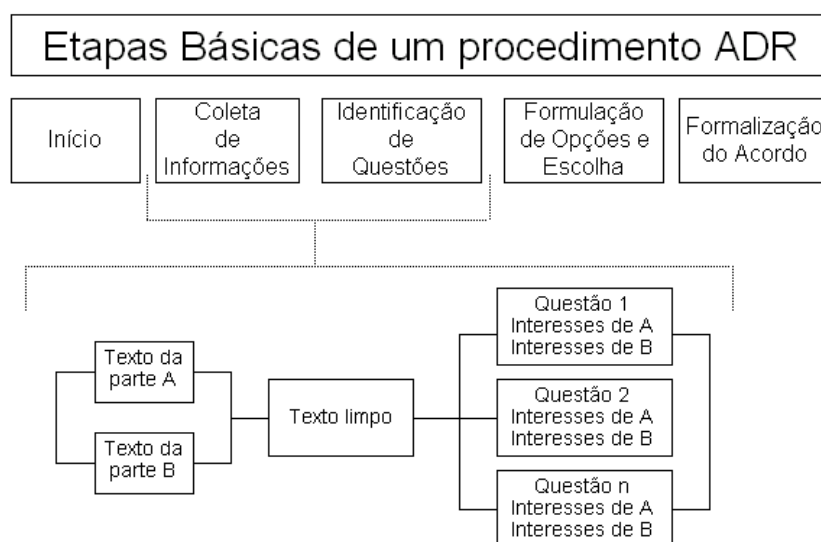 Etapas Básicas de um procedimento ADR
Início
Coleta
de
Informações
Identificação
de
Questões
Formulação
de Opções e
Escolha
Formalização
do Acordo
Texto da
parte A
Texto da
parte B
Texto limpo
Questão 1
Interesses de A
Interesses de B
Questão 2
Interesses de A
Interesses de B
Questão n
Interesses de A
Interesses de B